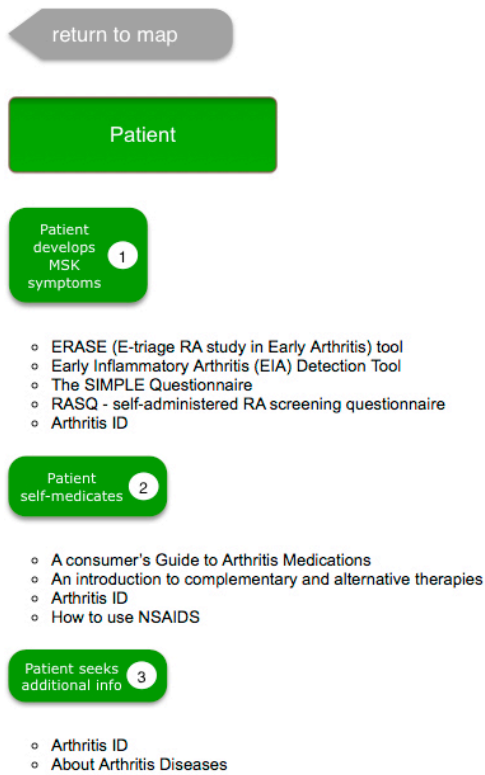 return to map
Patient
Patient
develops
MSK
symptoms
1
ERASE (E-triage RA study in Early Arthritis) tool
Early Inflammatory Arthritis (EIA) Detection Tool
The SIMPLE Questionnaire
RASQ - self-administered RA screening questionnaire
Arthritis ID
Patient
self-medicates
2
A consumer's Guide to Arthritis Medications
An introduction to complementary and alternative therapies
Arthritis ID
How to use NSAIDS
Patient seeks
additional info
3
Arthritis ID
About Arthritis Diseases